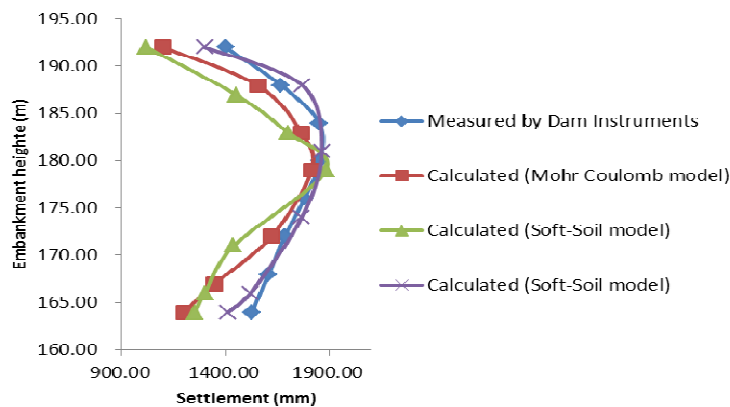 195.00
190.00
185.00
180.00
175.00
170.00
165.00
160.00
Embankment heighte (m)
900.00 1400.00 1900.00
Settlement (mm)
Measured by Dam Instruments
Calculated (Mohr Coulomb model)
Calculated (Soft-Soil model)
Calculated (Soft-Soil model)